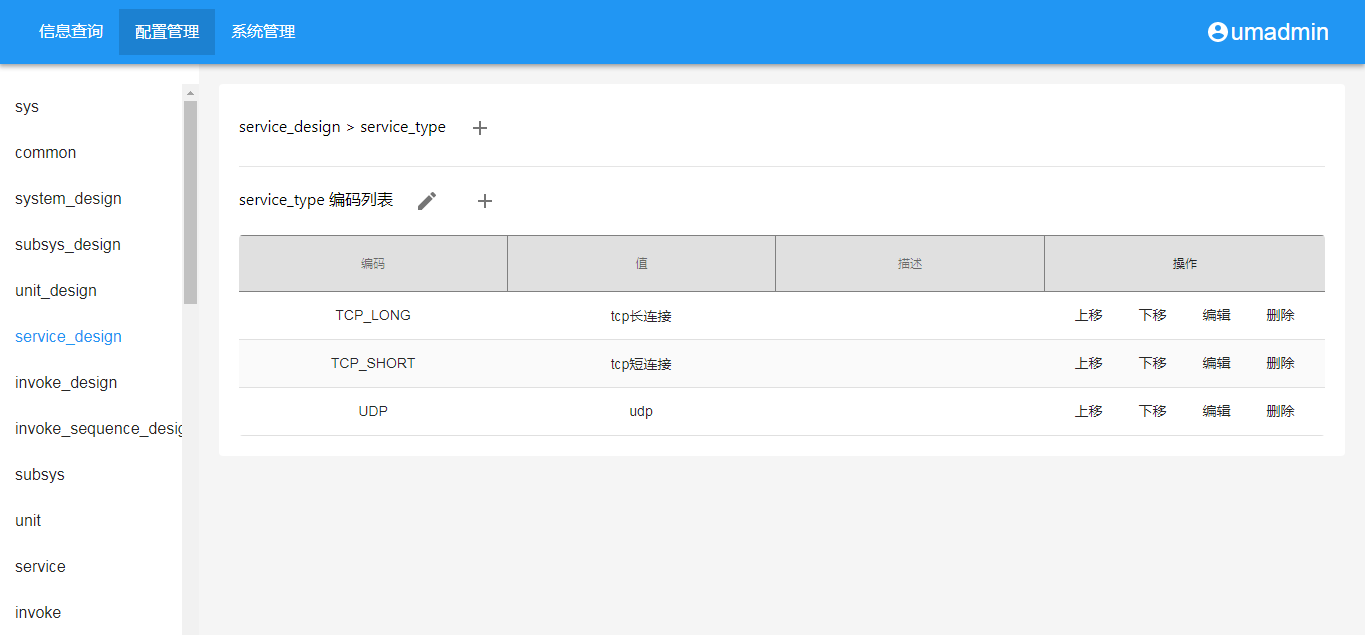 信息查询 配置管理 系统管理 umadmin
sys
common
system_design
subsys_design
unit_design
service_design
invoke_design
invoke_sequence_desig
subsys
unit
service
invoke
service_design > service_type +
service_type 编码列表 +
编码 值 描述 操作
TCP_LONG tcp长连接 上移 下移 编辑 删除
TCP_SHORT tcp短连接 上移 下移 编辑 删除
UDP udp 上移 下移 编辑 删除